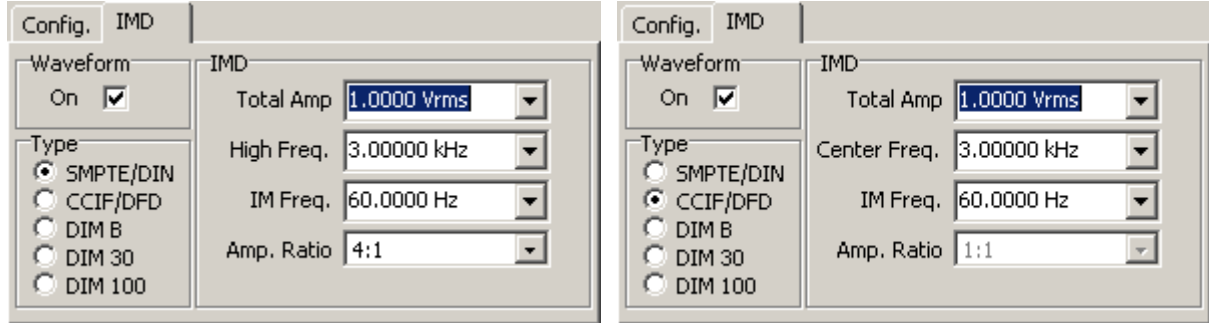 Config. IMD
Waveform
On
Type
SMPTE/DIN
CCIF/DFD
DIM B
DIM 30
DIM 100
IMD
Total Amp 1.0000 Vrms
High Freq. 3.00000 kHz
IM Freq. 60.0000 Hz
Amp. Ratio 4:1
Config. IMD
Waveform
On
Type
SMPTE/DIN
CCIF/DFD
DIM B
DIM 30
DIM 100
IMD
Total Amp 1.0000 Vrms
Center Freq. 3.00000 kHz
IM Freq. 60.0000 Hz
Amp. Ratio 1:1